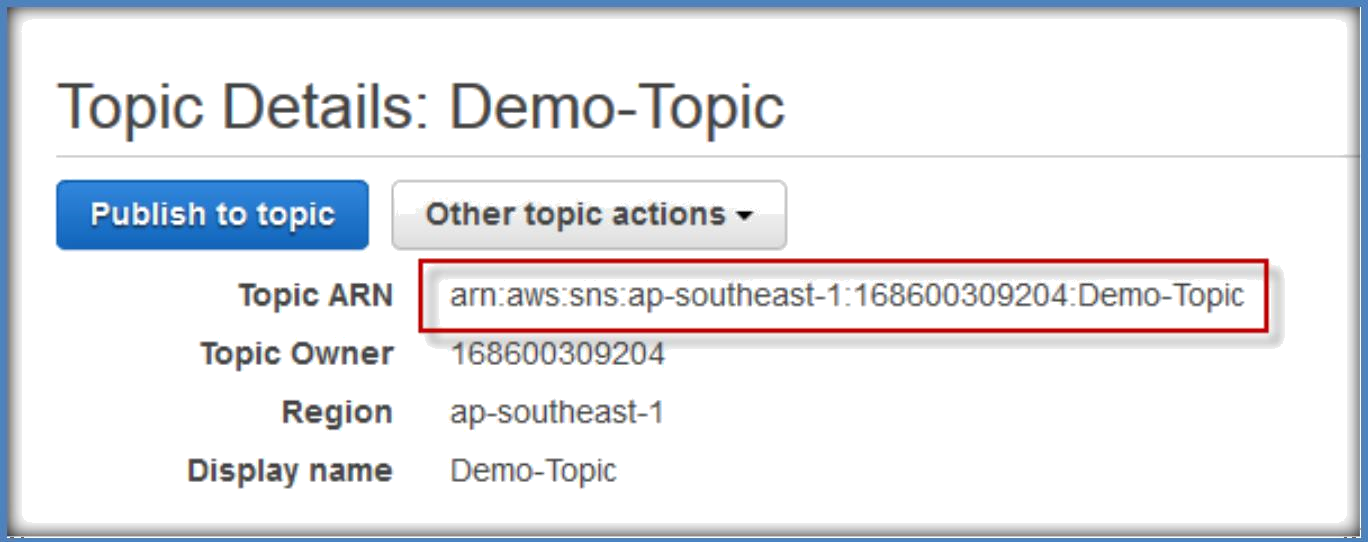 Topic Details: Demo-Topic
Publish to topic Other topic actions
Topic ARN arn:aws:sns:ap-southeast-1:168600309204:Demo-Topic
Topic Owner 168600309204
Region ap-southeast-1
Display name Demo-Topic